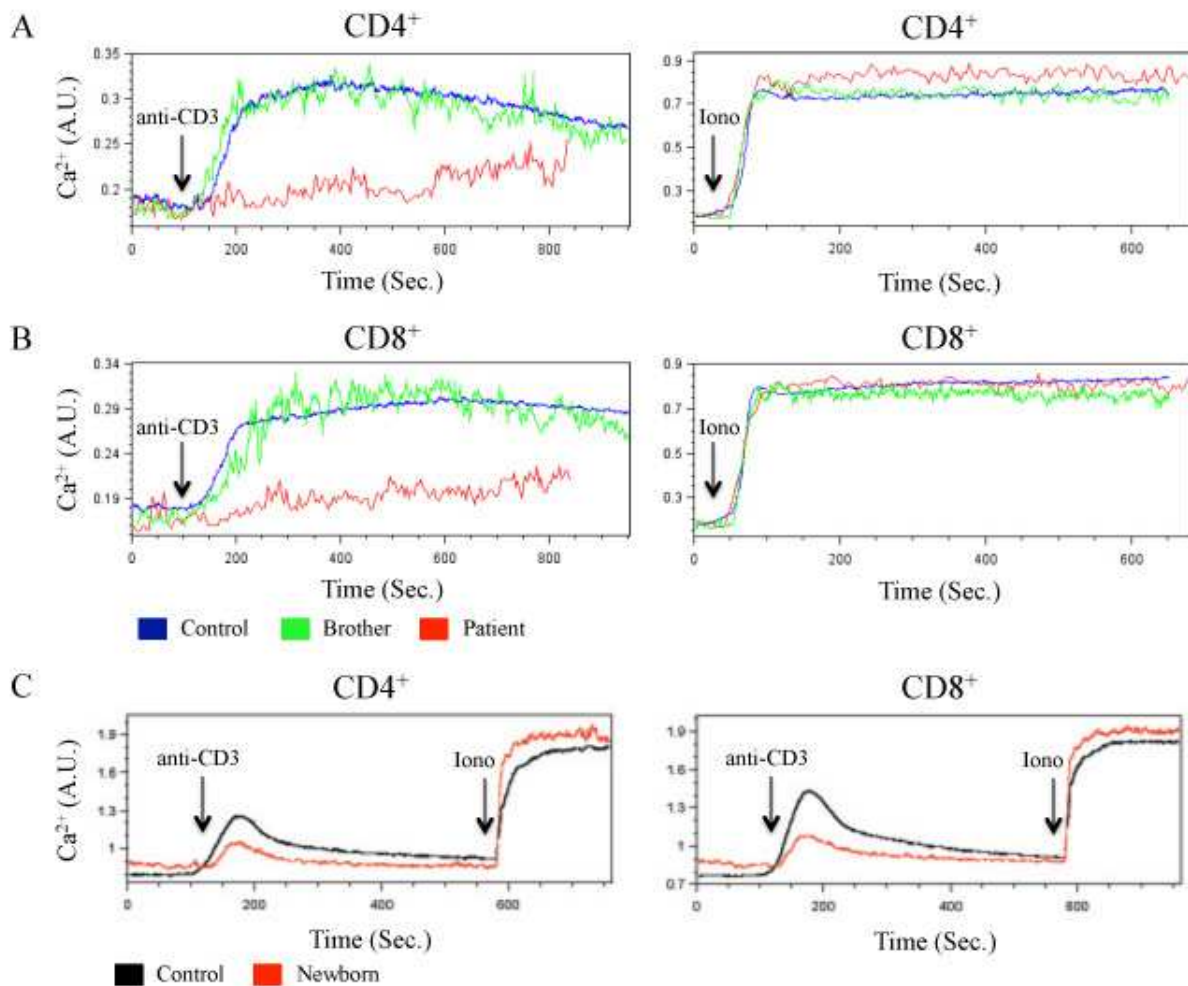 A
CD4⁺
CD4⁺
Ca²⁺ (A.U.)
0.35
0.3
0.25
0.2
anti-CD3
0 200 400 600 800
Time (Sec.)
0.9
0.7
0.5
0.3
Iono
0 200 400 600
Time (Sec.)
B
CD8⁺
CD8⁺
Ca²⁺ (A.U.)
0.34
0.29
0.24
0.19
anti-CD3
0 200 400 600 800
Time (Sec.)
0.9
0.7
0.5
0.3
Iono
0 200 400 600
Time (Sec.)
Control Brother Patient
C
CD4⁺
CD8⁺
Ca²⁺ (A.U.)
1.9
1.6
1.3
1
anti-CD3
Iono
0 200 400 600
Time (Sec.)
1.9
1.6
1.3
1
0.7
anti-CD3
Iono
0 200 400 600
Time (Sec.)
Control Newborn